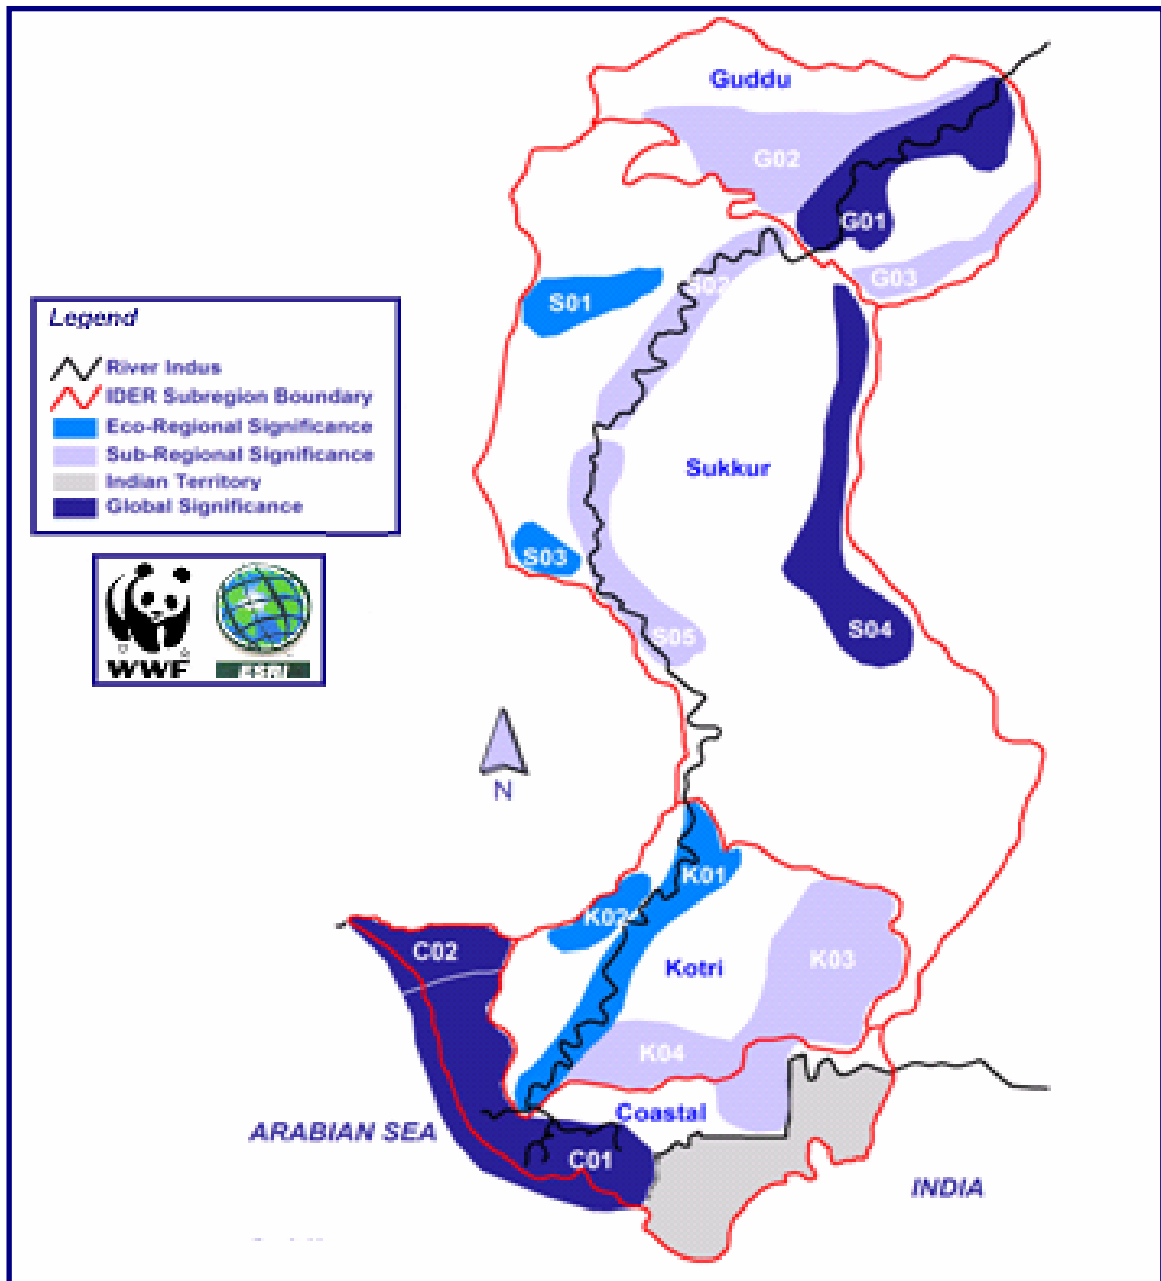 Guddu
G02
G01
G03
S01
S02
Legend
River Indus
IDER Subregion Boundary
Eco-Regional Significance
Sub-Regional Significance
Indian Territory
Global Significance
Sukkur
S03
WWF
ESRI
S04
S05
N
K01
K02
C02
Kotri
K03
K04
Coastal
ARABIAN SEA
C01
INDIA